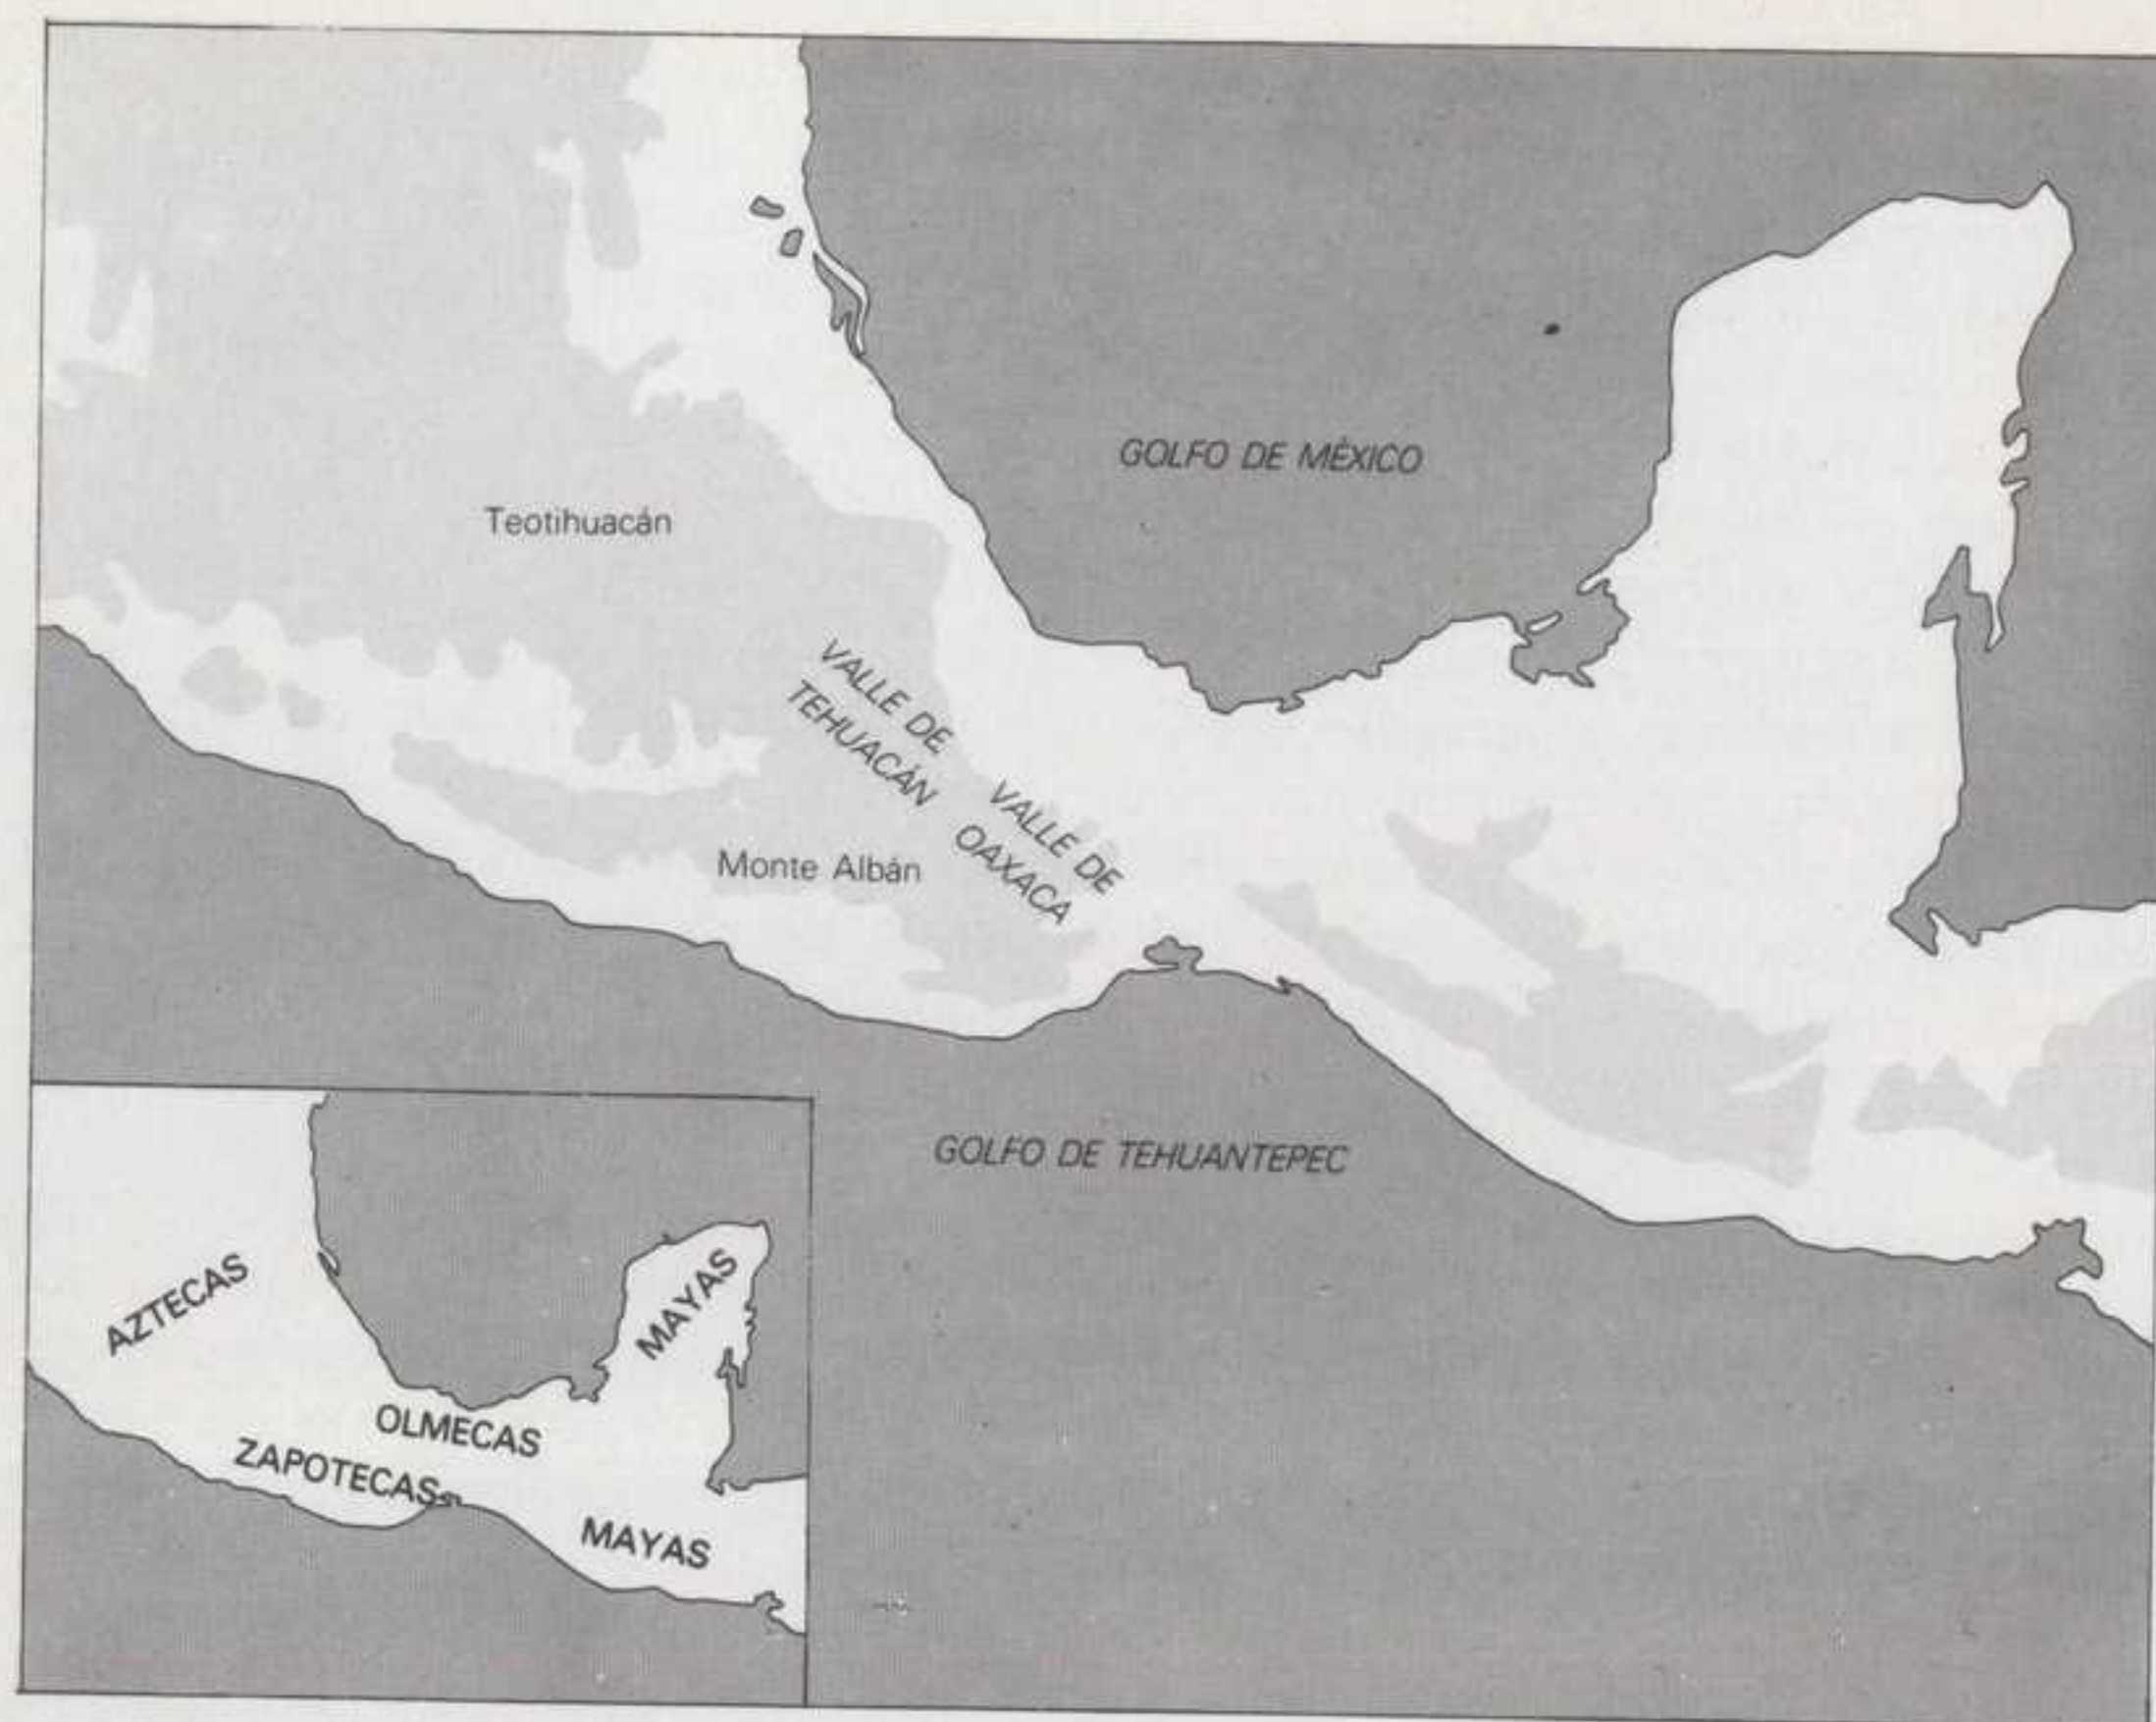 GOLFO DE MÉXICO
Teotihuacán
VALLE DE
TEHUACÁN
VALLE DE
OAXACA
Monte Albán
GOLFO DE TEHUANTEPEC
AZTECAS
MAYAS
OLMECAS
ZAPOTECAS
MAYAS